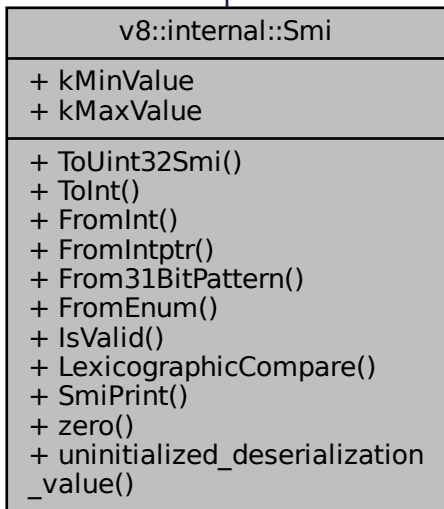 v8::internal::Smi
+ kMinValue
+ kMaxValue
+ ToUint32Smi()
+ ToInt()
+ FromInt()
+ FromIntptr()
+ From31BitPattern()
+ FromEnum()
+ IsValid()
+ LexicographicCompare()
+ SmiPrint()
+ zero()
+ uninitialized_deserialization
_value()